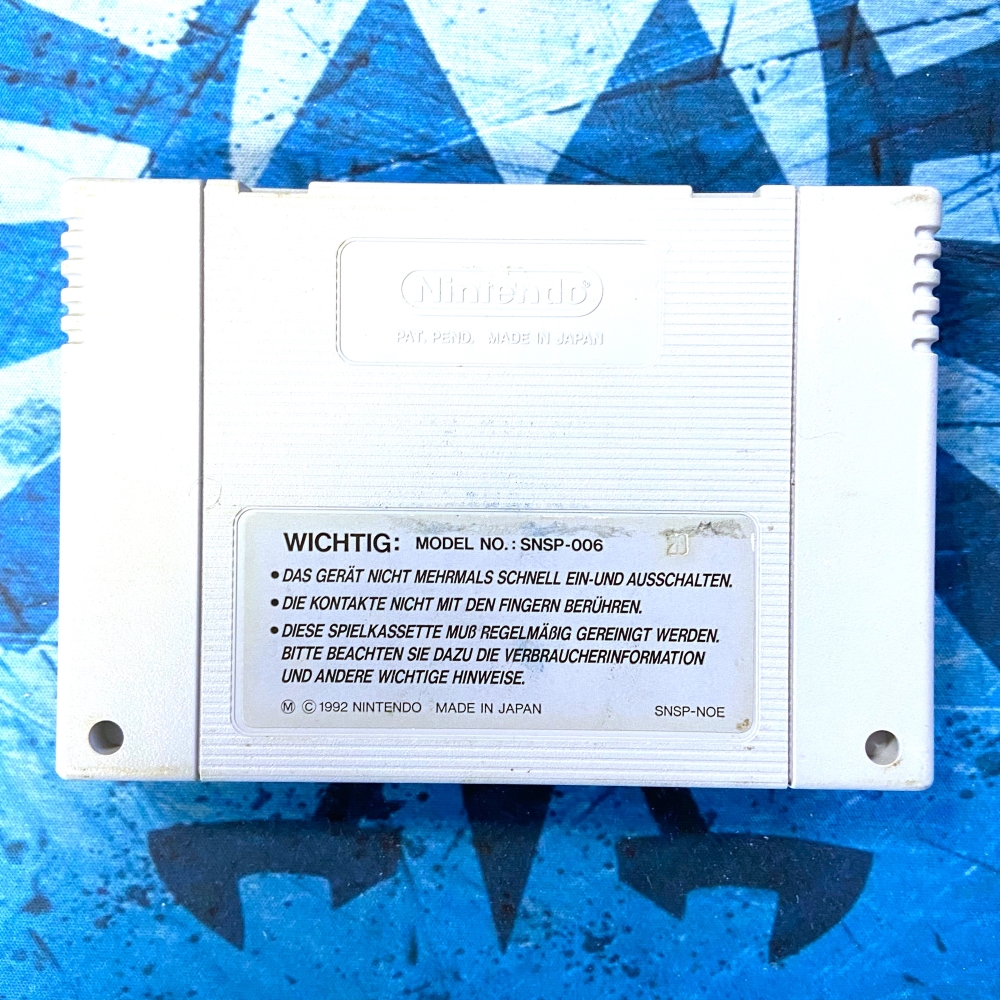 Nintendo®
PAT. PEND. MADE IN JAPAN
WICHTIG: MODEL NO.: SNSP-006
20
• DAS GERÄT NICHT MEHRMALS SCHNELL EIN-UND AUSSCHALTEN.
• DIE KONTAKTE NICHT MIT DEN FINGERN BERÜHREN.
• DIESE SPIELKASSETTE MUß REGELMÄßIG GEREINIGT WERDEN.
BITTE BEACHTEN SIE DAZU DIE VERBRAUCHERINFORMATION
UND ANDERE WICHTIGE HINWEISE.
Ⓜ © 1992 NINTENDO MADE IN JAPAN
SNSP-NOE